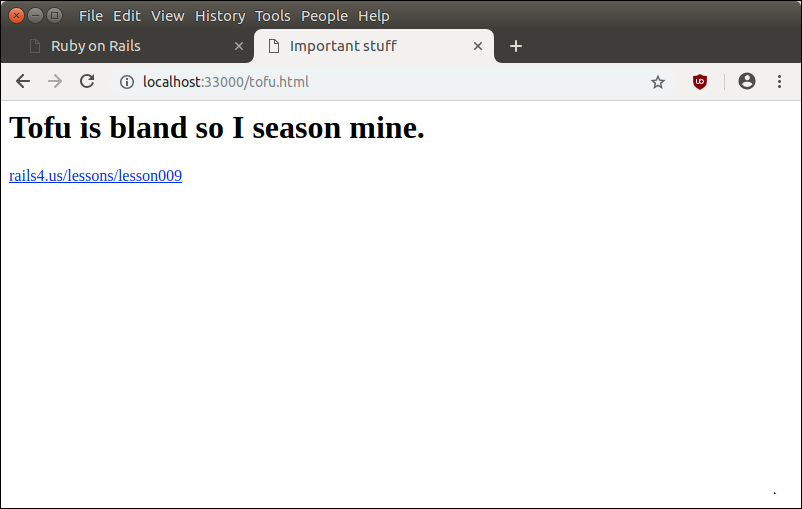 File Edit View History Tools People Help
Ruby on Rails
Important stuff
localhost:33000/tofu.html
Tofu is bland so I season mine.
rails4.us/lessons/lesson009